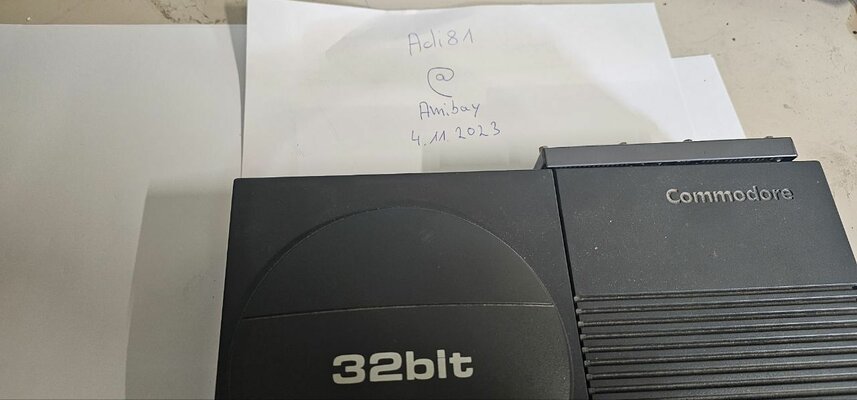 Adi81
@
Amibay
4.11.2023
Commodore
32bit